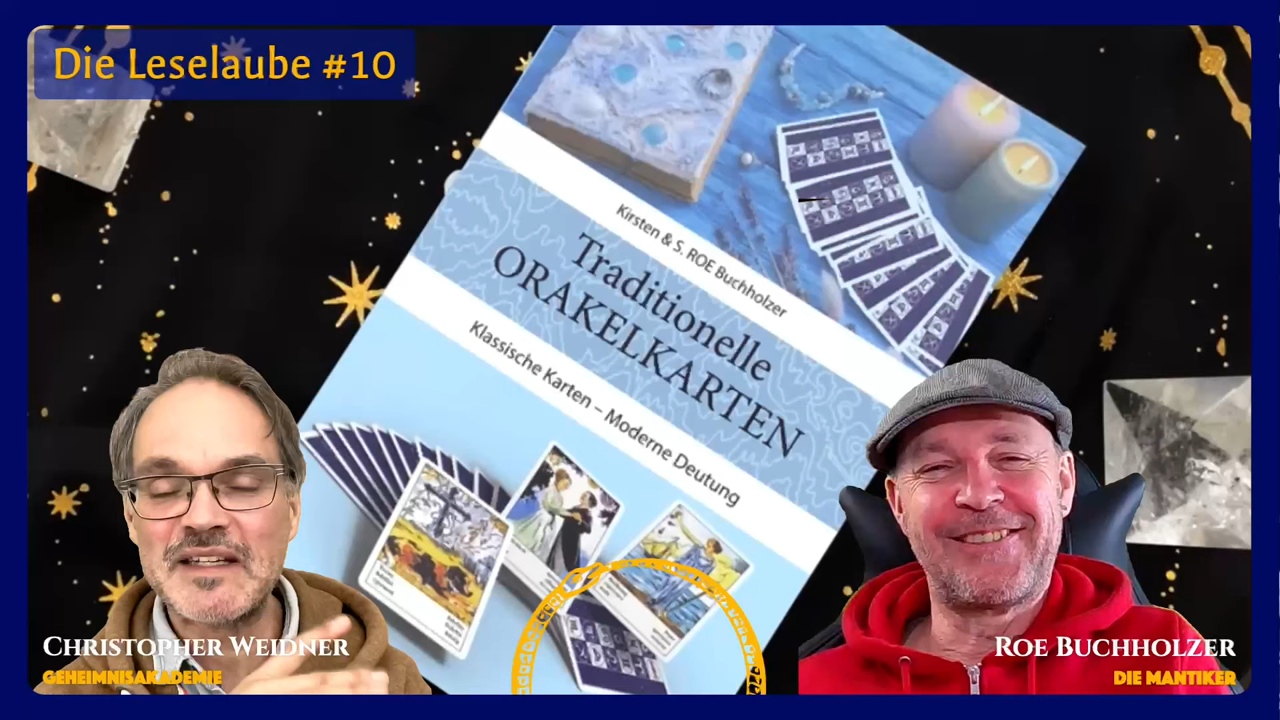 Die Leselaube #10
Kirsten & S. ROE Buchholzer
Traditionelle
ORAKELKARTEN
Klassische Karten – Moderne Deutung
CHRISTOPHER WEIDNER
GEHEIMNISAKADEMIE
ROE BUCHHOLZER
DIE MANTIKER